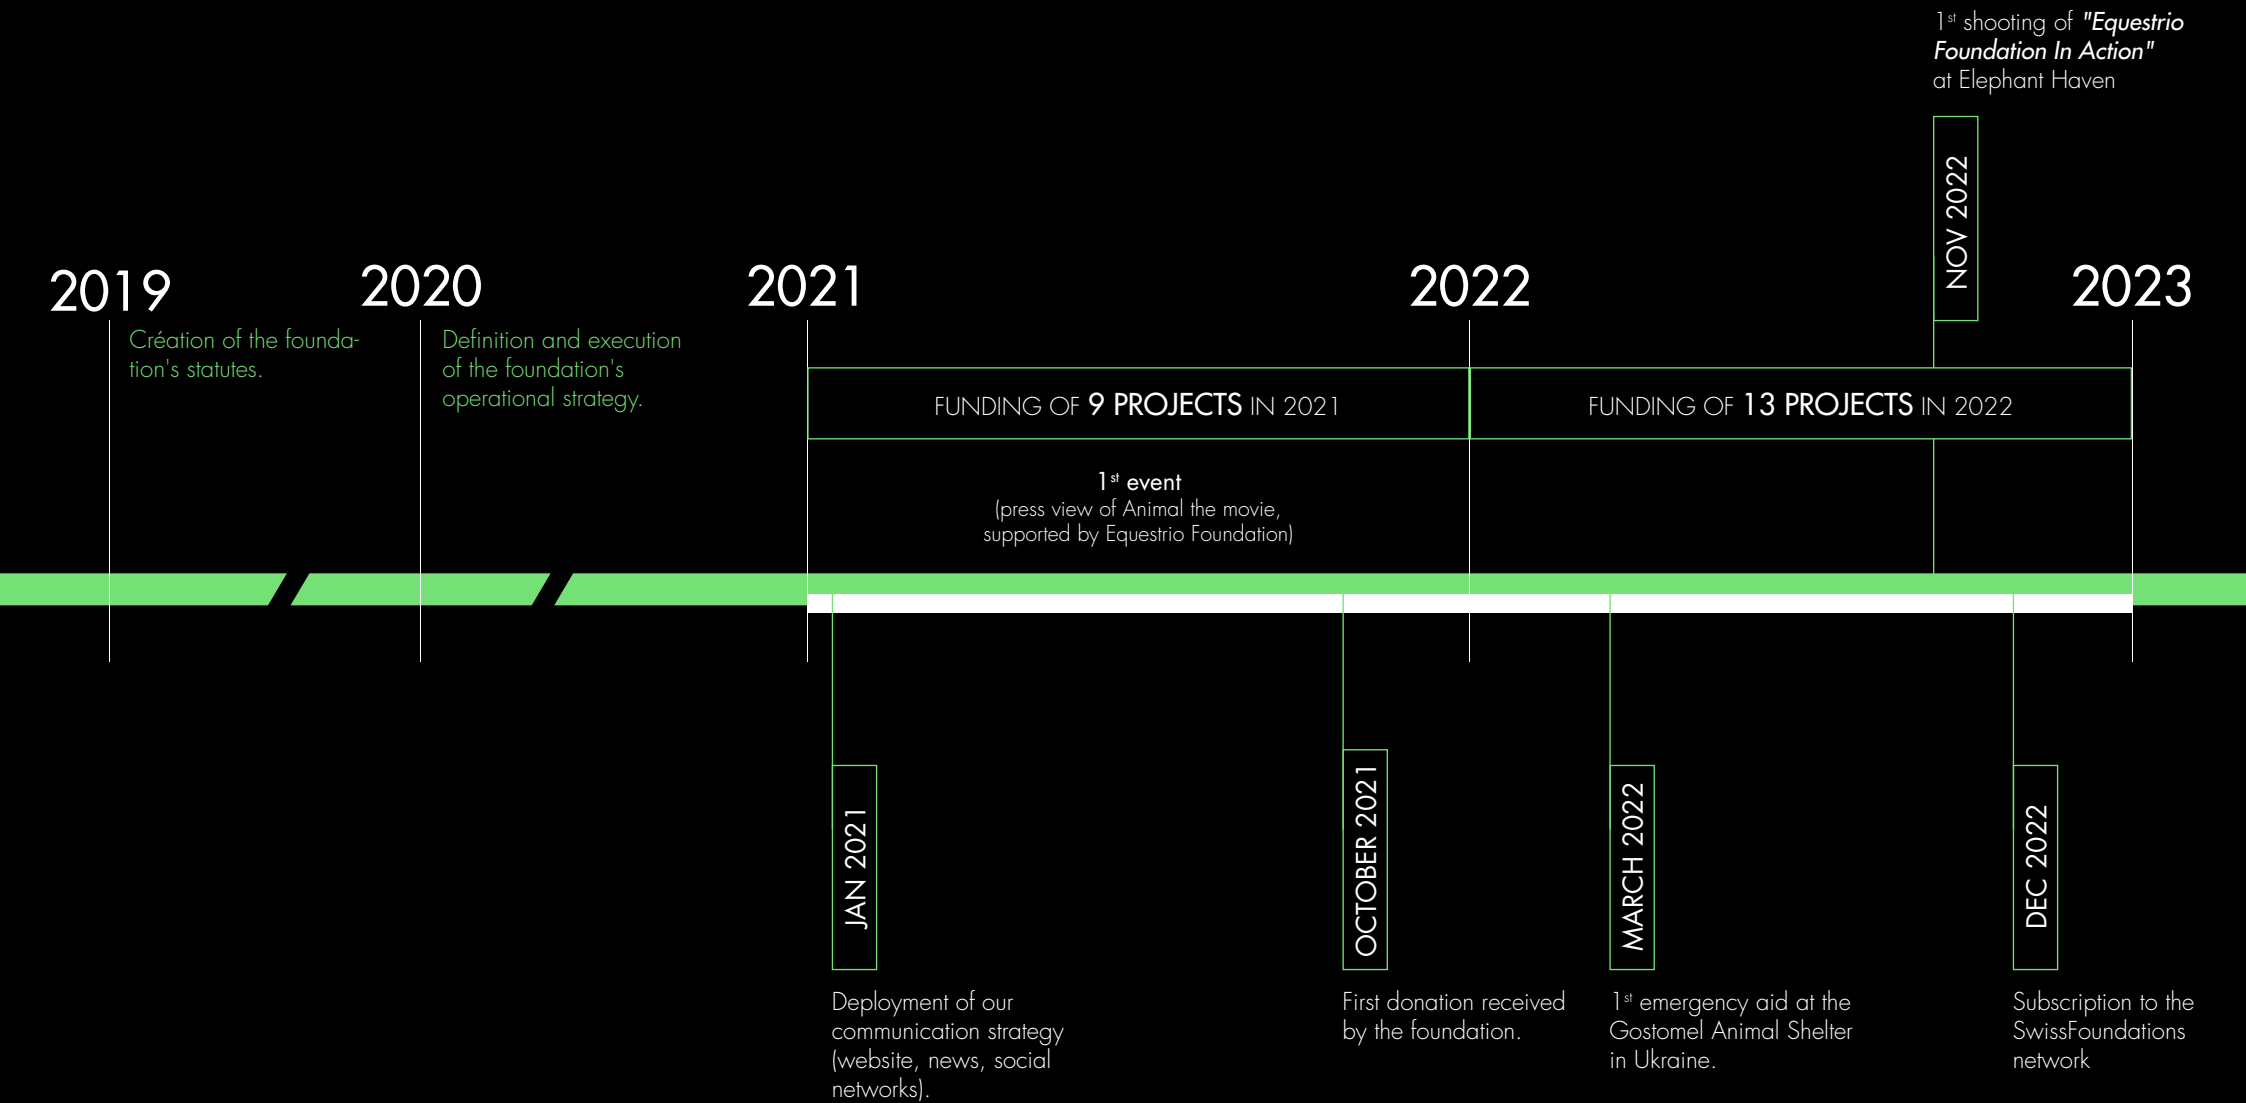 1st shooting of "Equestrio
Foundation In Action"
at Elephant Haven
NOV 2022
2019
2020
2021
2022
2023
Création of the founda-
tion's statutes.
Definition and execution
of the foundation's
operational strategy.
FUNDING OF 9 PROJECTS IN 2021
FUNDING OF 13 PROJECTS IN 2022
1st event
(press view of Animal the movie,
supported by Equestrio Foundation)
JAN 2021
Deployment of our
communication strategy
(website, news, social
networks).
OCTOBER 2021
First donation received
by the foundation.
MARCH 2022
1st emergency aid at the
Gostomel Animal Shelter
in Ukraine.
DEC 2022
Subscription to the
SwissFoundations
network